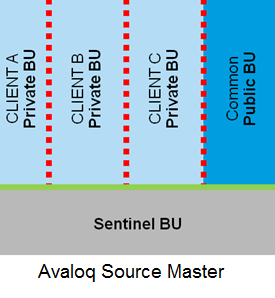 CLIENT A
Private BU
CLIENT B
Private BU
CLIENT C
Private BU
Common
Public BU
Sentinel BU
Avaloq Source Master